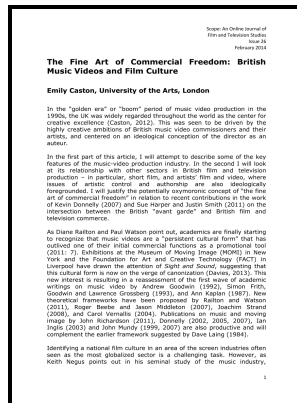 Scope: An Online Journal of
Film and Television Studies
Issue 26
February 2014
The Fine Art of Commercial Freedom: British
Music Videos and Film Culture
Emily Caston, University of the Arts, London
In the "golden era" or "boom" period of music video production in the
1990s, the UK was widely regarded throughout the world as the center for
creative excellence (Caston, 2012). This was seen to be driven by the
highly creative ambitions of British music video commissioners and their
artists, and centered on an ideological conception of the director as an
auteur.
In the first part of this article, I will attempt to describe some of the key
features of the music-video production industry. In the second I will look
at its relationship with other sectors in British film and television
production – in particular, short film, and artists' film and video, where
issues of artistic control and authorship are also ideologically
foregrounded. I will justify the potentially oxymoronic concept of "the fine
art of commercial freedom" in relation to recent contributions in the work
of Kevin Donnelly (2007) and Sue Harper and Justin Smith (2011) on
the intersection between the British "avant garde" and British film and
television commerce.
As Diane Railton and Paul Watson point out, academics are finally starting
to recognize that music videos are a "persistent cultural form" that has
outlived one of their initial commercial functions as a promotional tool
(2011: 7). Exhibitions at the Museum of Moving Image (MOMI) in New
York and the Foundation for Art and Creative Technology (FACT) in
Liverpool have drawn the attention of Sight and Sound, suggesting that
this cultural form is now on the verge of canonization (Davies, 2013). This
new interest is resulting in a reassessment of the first wave of academic
writings on music video by Andrew Goodwin (1992), Simon Frith,
Goodwin and Lawrence Grossberg (1993), and Ann Kaplan (1987). New
theoretical frameworks have been proposed by Railton and Watson
(2011), Roger Beebe and Jason Middleton (2007), Joachim Strand
(2008), and Carol Vernallis (2004). Publications on music and moving
image by John Richardson (2011), Donnelly (2002, 2005, 2007), Ian
Inglis (2003) and John Mundy (1999, 2007) are also productive and will
complement the earlier framework suggested by Dave Laing (1984).
Identifying a national film culture in an area of the screen industries often
seen as the most globalized sector is a challenging task. However, as
Keith Negus points out in his seminal study of the music industry,
1